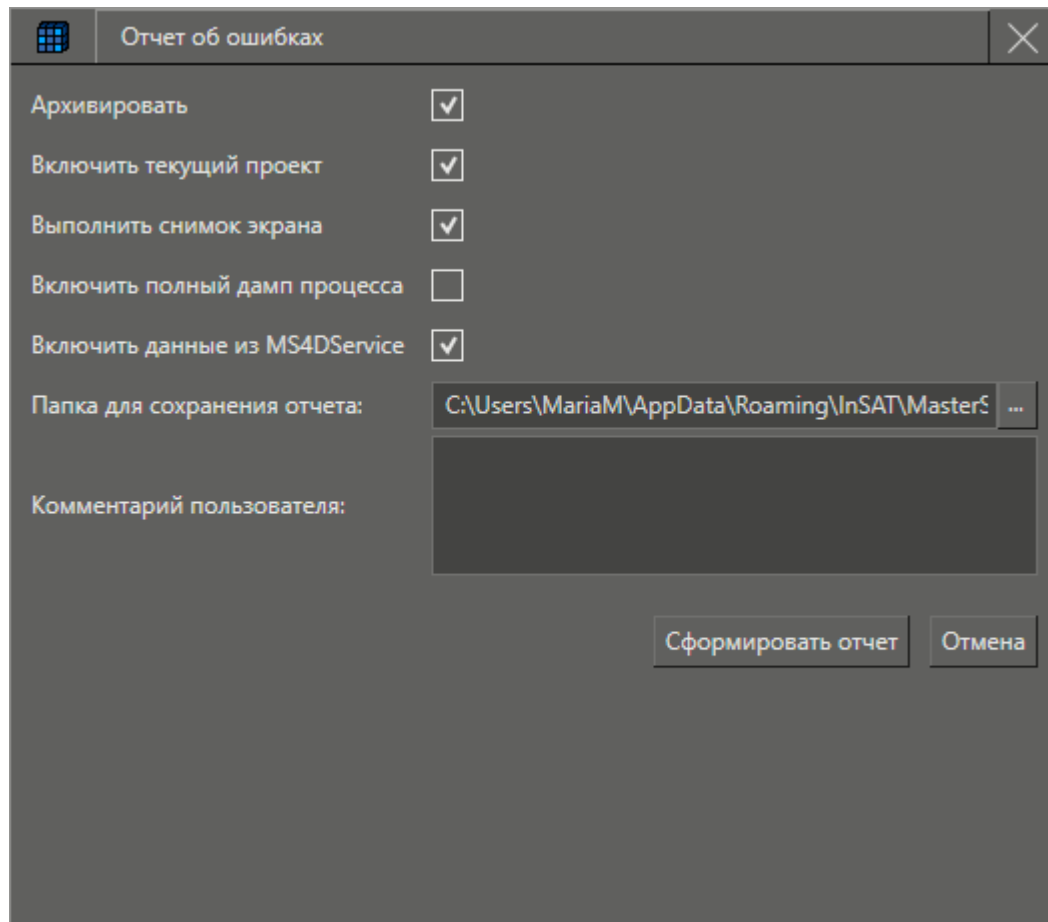 Отчет об ошибках
Архивировать
Включить текущий проект
Выполнить снимок экрана
Включить полный дамп процесса
Включить данные из MS4DService
Папка для сохранения отчета: C:\Users\MariaM\AppData\Roaming\InSAT\MasterS ...
Комментарий пользователя:
Сформировать отчет Отмена